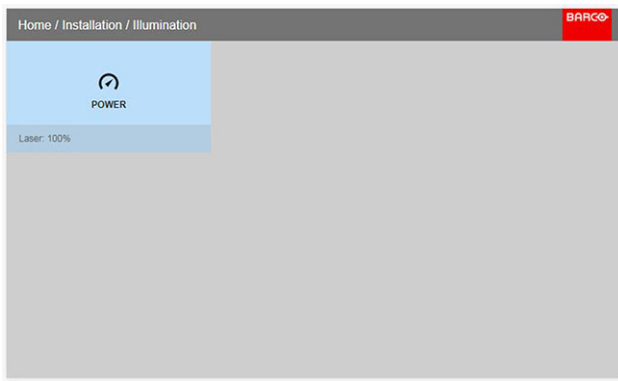 Home / Installation / Illumination
BARCO
POWER
Laser: 100%